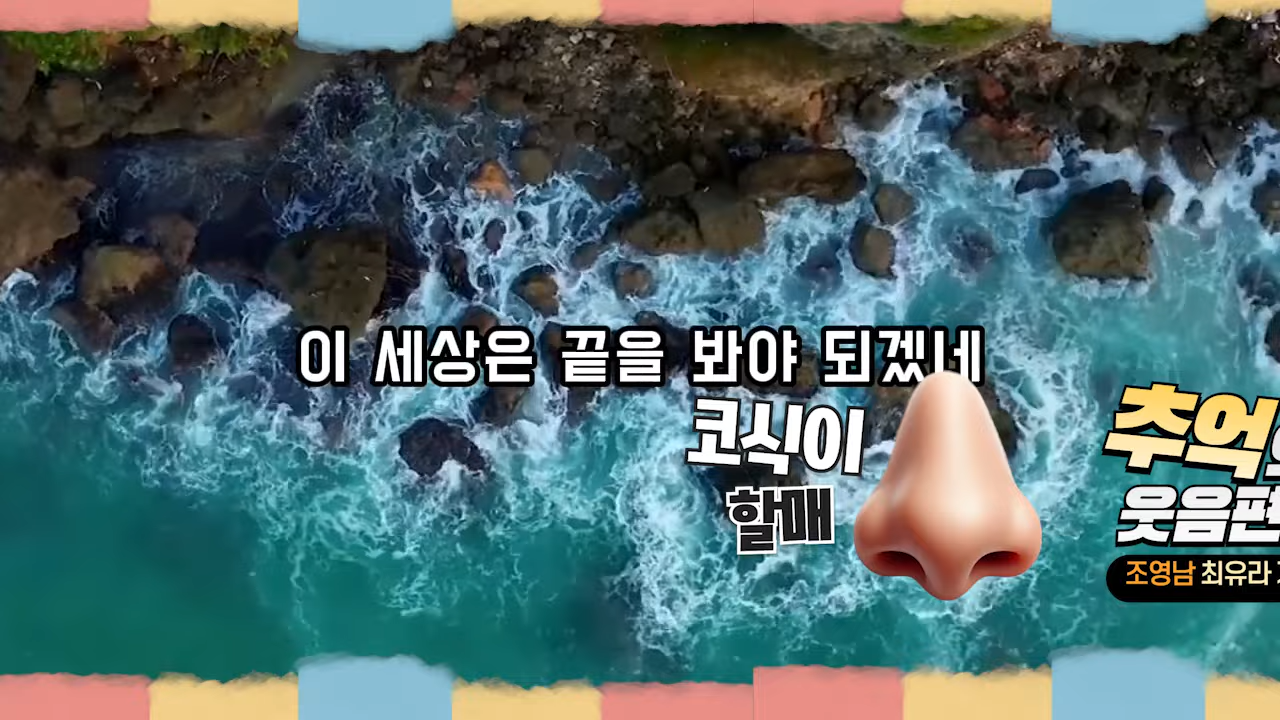 이 세상은 끝을 봐야 되겠네
코식이
할매
추억
웃음편
조영남 최유라